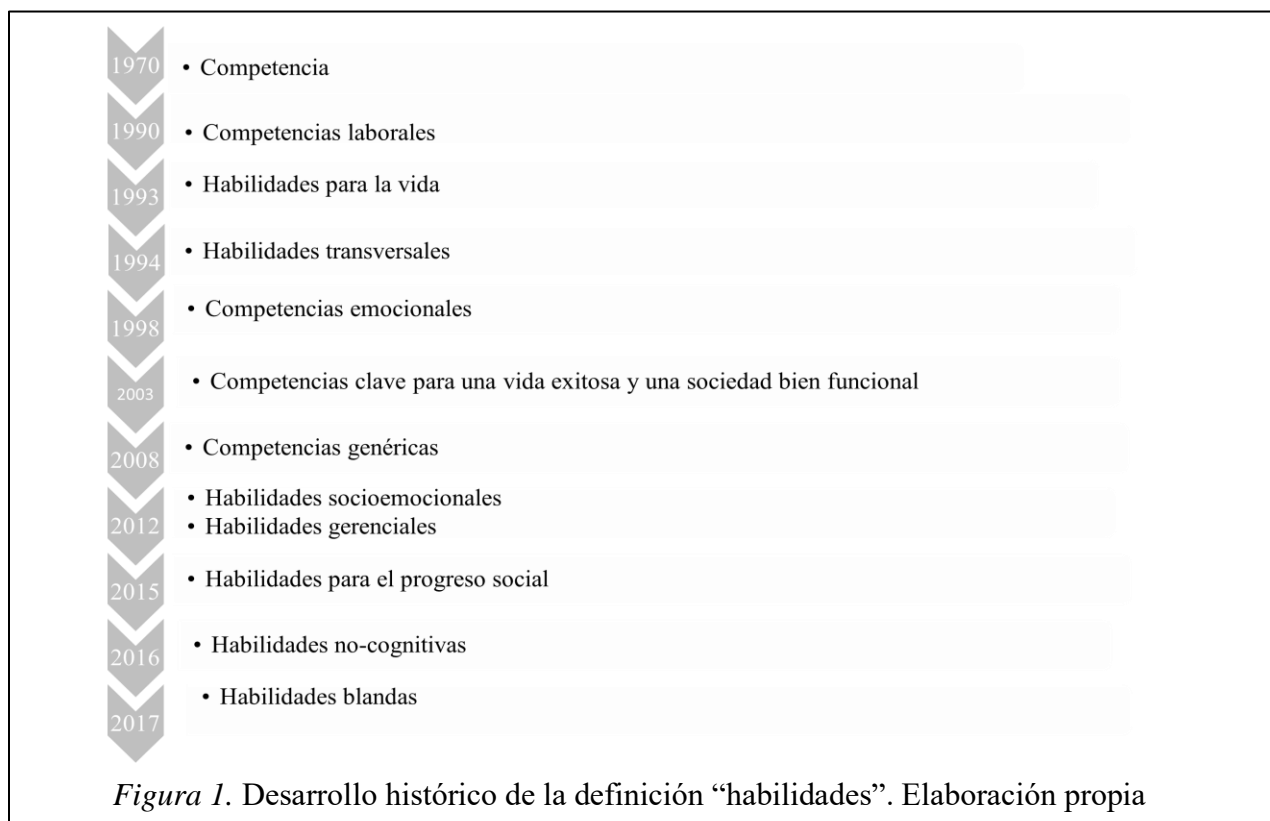 1970 • Competencia
1990 • Competencias laborales
1993 • Habilidades para la vida
1994 • Habilidades transversales
1998 • Competencias emocionales
2003 • Competencias clave para una vida exitosa y una sociedad bien funcional
2008 • Competencias genéricas
2012 • Habilidades socioemocionales
• Habilidades gerenciales
2015 • Habilidades para el progreso social
2016 • Habilidades no-cognitivas
2017 • Habilidades blandas
Figura 1. Desarrollo histórico de la definición “habilidades”. Elaboración propia